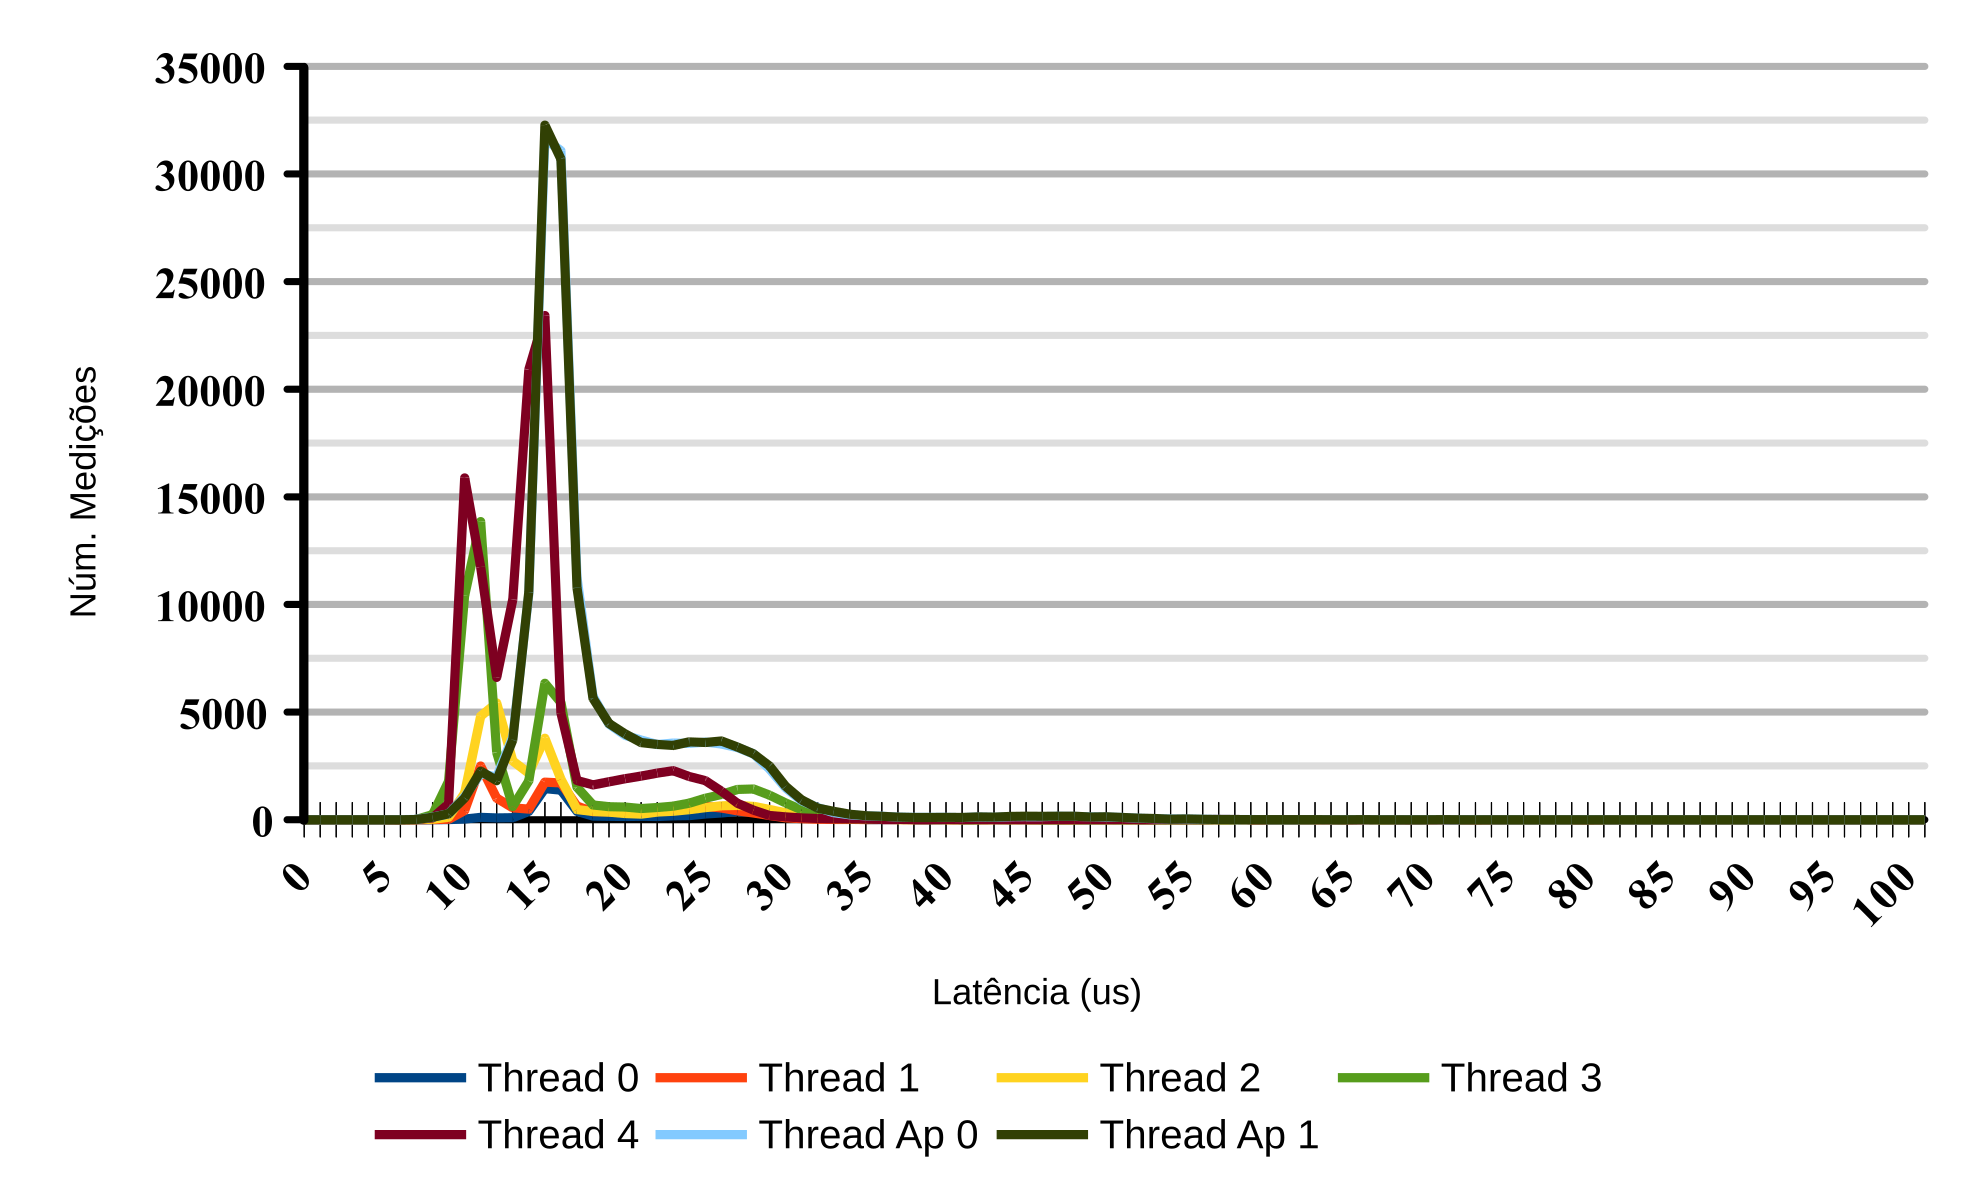 35000
30000
25000
20000
15000
10000
5000
0
Núm. Medições
0 5 10 15 20 25 30 35 40 45 50 55 60 65 70 75 80 85 90 95 100
Latência (us)
Thread 0 Thread 1 Thread 2 Thread 3
Thread 4 Thread Ap 0 Thread Ap 1